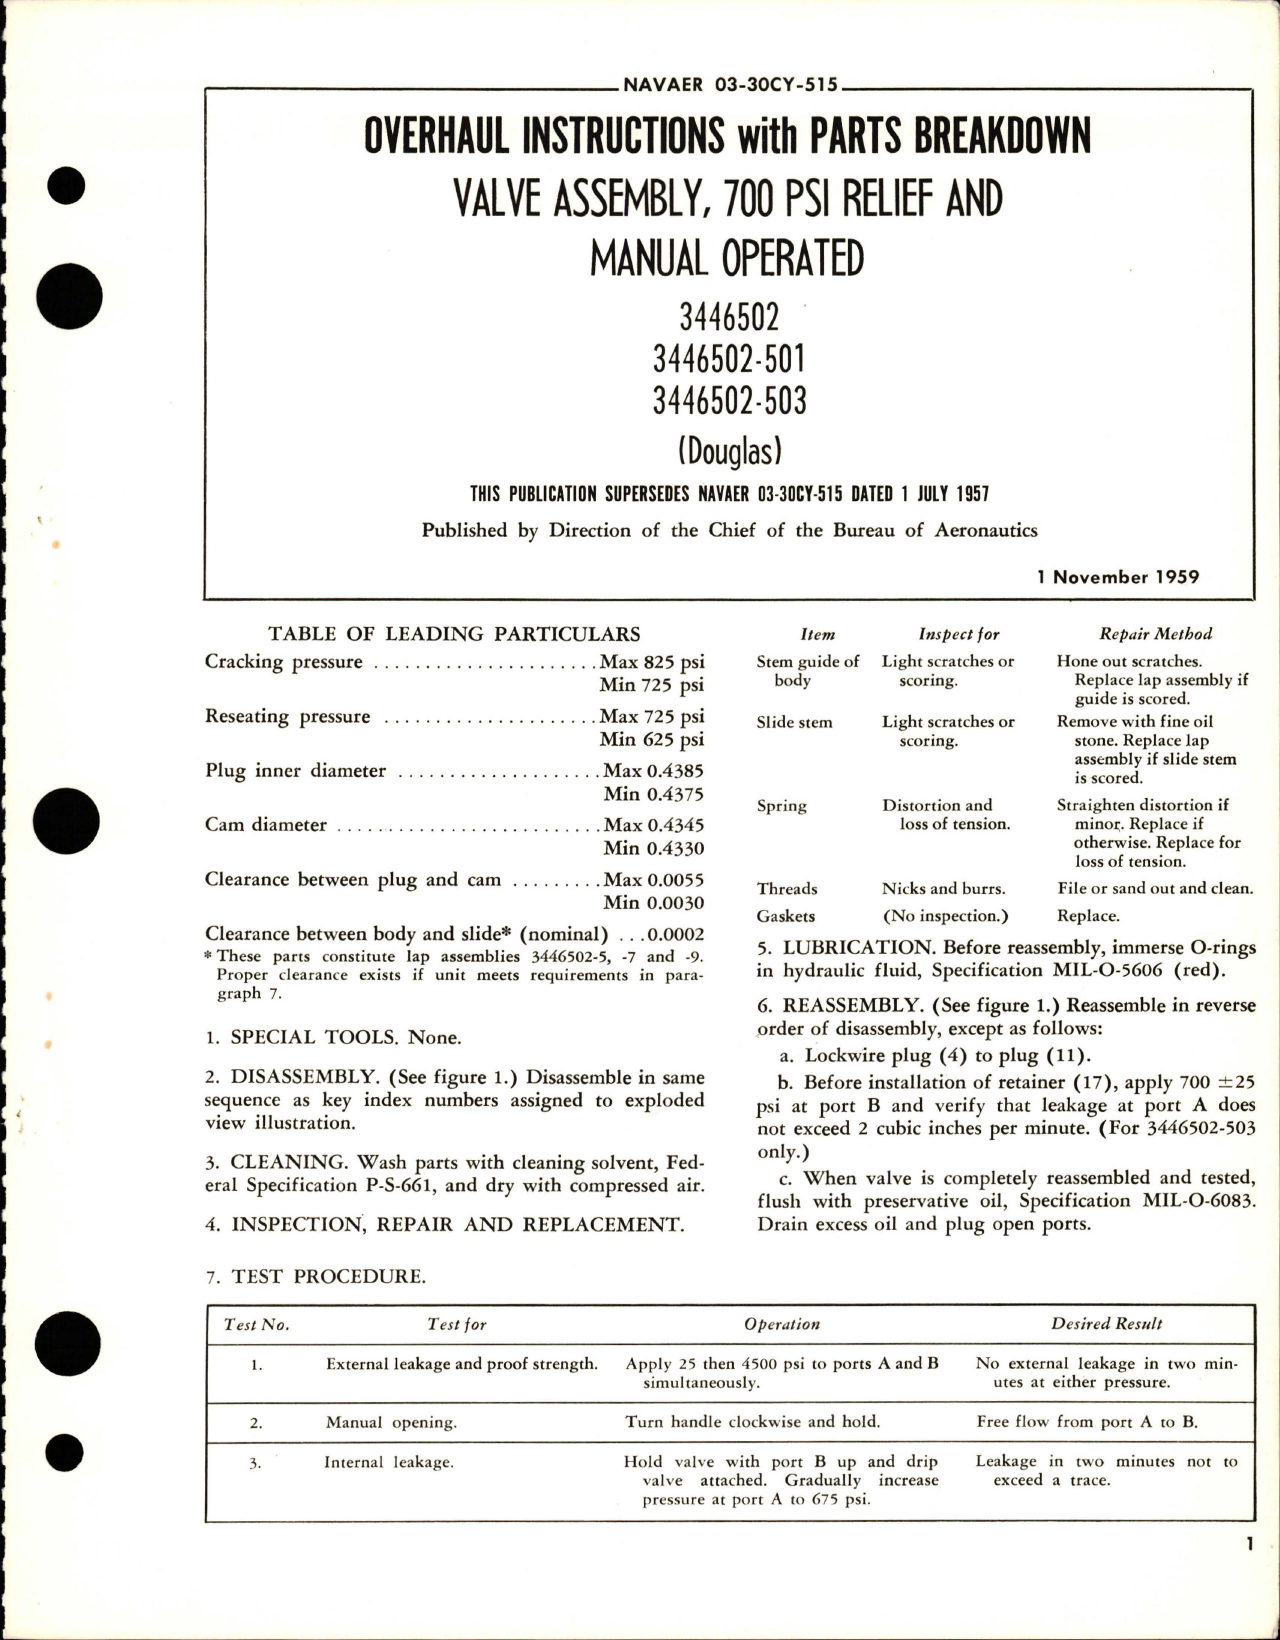 NAVAER 03-30CY-515
OVERHAUL INSTRUCTIONS with PARTS BREAKDOWN
VALVE ASSEMBLY, 700 PSI RELIEF AND
MANUAL OPERATED
3446502
3446502-501
3446502-503
(Douglas)
THIS PUBLICATION SUPERSEDES NAVAER 03-30CY-515 DATED 1 JULY 1957
Published by Direction of the Chief of the Bureau of Aeronautics
1 November 1959
TABLE OF LEADING PARTICULARS
Cracking pressure ...................... Max 825 psi
Min 725 psi
Reseating pressure ..................... Max 725 psi
Min 625 psi
Plug inner diameter .................... Max 0.4385
Min 0.4375
Cam diameter .......................... Max 0.4345
Min 0.4330
Clearance between plug and cam ......... Max 0.0055
Min 0.0030
Clearance between body and slide* (nominal) ... 0.0002
* These parts constitute lap assemblies 3446502-5, -7 and -9.
Proper clearance exists if unit meets requirements in para-
graph 7.
1. SPECIAL TOOLS. None.
2. DISASSEMBLY. (See figure 1.) Disassemble in same
sequence as key index numbers assigned to exploded
view illustration.
3. CLEANING. Wash parts with cleaning solvent, Fed-
eral Specification P-S-661, and dry with compressed air.
4. INSPECTION, REPAIR AND REPLACEMENT.
Item Inspect for Repair Method
Stem guide of Light scratches or Hone out scratches.
body scoring. Replace lap assembly if
guide is scored.
Slide stem Light scratches or Remove with fine oil
scoring. stone. Replace lap
assembly if slide stem
is scored.
Spring Distortion and Straighten distortion if
loss of tension. minor. Replace if
otherwise. Replace for
loss of tension.
Threads Nicks and burrs. File or sand out and clean.
Gaskets (No inspection.) Replace.
5. LUBRICATION. Before reassembly, immerse O-rings
in hydraulic fluid, Specification MIL-O-5606 (red).
6. REASSEMBLY. (See figure 1.) Reassemble in reverse
order of disassembly, except as follows:
a. Lockwire plug (4) to plug (11).
b. Before installation of retainer (17), apply 700 ±25
psi at port B and verify that leakage at port A does
not exceed 2 cubic inches per minute. (For 3446502-503
only.)
c. When valve is completely reassembled and tested,
flush with preservative oil, Specification MIL-O-6083.
Drain excess oil and plug open ports.
7. TEST PROCEDURE.
Test No. Test for Operation Desired Result
1. External leakage and proof strength. Apply 25 then 4500 psi to ports A and B No external leakage in two min-
simultaneously. utes at either pressure.
2. Manual opening. Turn handle clockwise and hold. Free flow from port A to B.
3. Internal leakage. Hold valve with port B up and drip Leakage in two minutes not to
valve attached. Gradually increase exceed a trace.
pressure at port A to 675 psi.
1